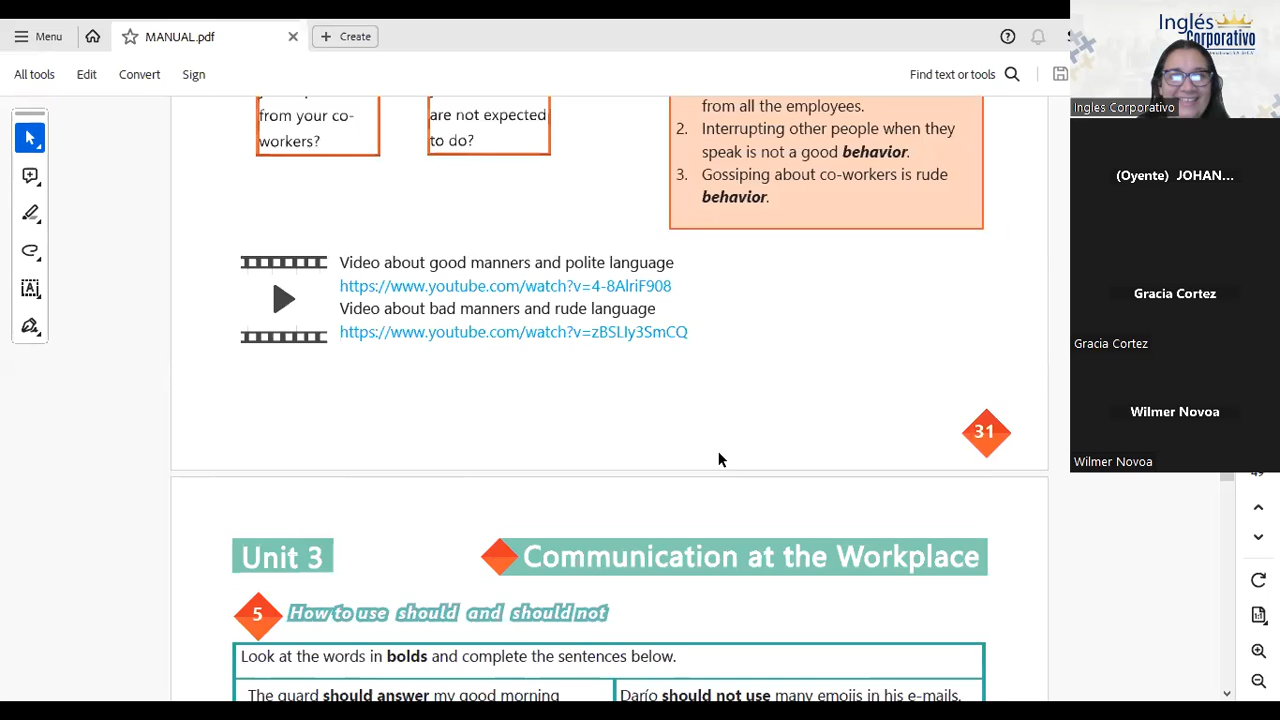 Menu
MANUAL.pdf
Create
All tools
Edit
Convert
Sign
Find text or tools
Inglés
Corporativo
Ingles Corporativo
(Oyente) JOHAN...
Gracia Cortez
Gracia Cortez
Wilmer Novoa
Wilmer Novoa
from your co-
workers?
are not expected
to do?
from all the employees.
2. Interrupting other people when they
speak is not a good behavior.
3. Gossiping about co-workers is rude
behavior.
Video about good manners and polite language
https://www.youtube.com/watch?v=4-8AlriF908
Video about bad manners and rude language
https://www.youtube.com/watch?v=zBSLIy3SmCQ
31
Unit 3
Communication at the Workplace
5
How to use should and should not
Look at the words in bolds and complete the sentences below.
The guard should answer my good morning
Darío should not use many emojis in his e-mails.